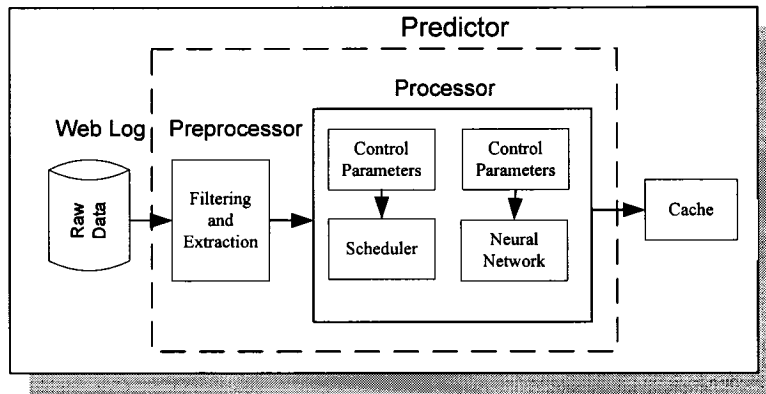 Predictor
Processor
Web Log
Preprocessor
Raw
Data
Filtering
and
Extraction
Control
Parameters
Scheduler
Control
Parameters
Neural
Network
Cache